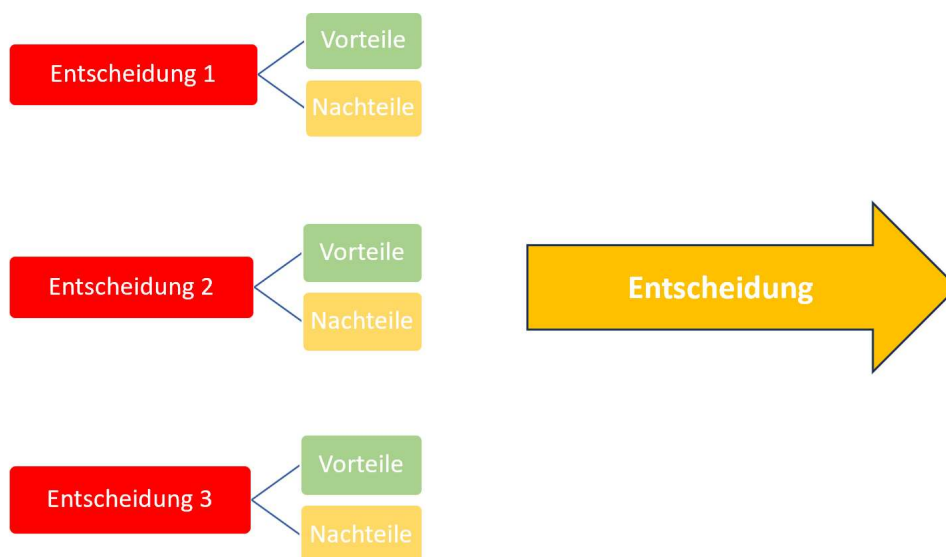 Entscheidung 1
Vorteile
Nachteile
Entscheidung 2
Vorteile
Nachteile
Entscheidung
Entscheidung 3
Vorteile
Nachteile